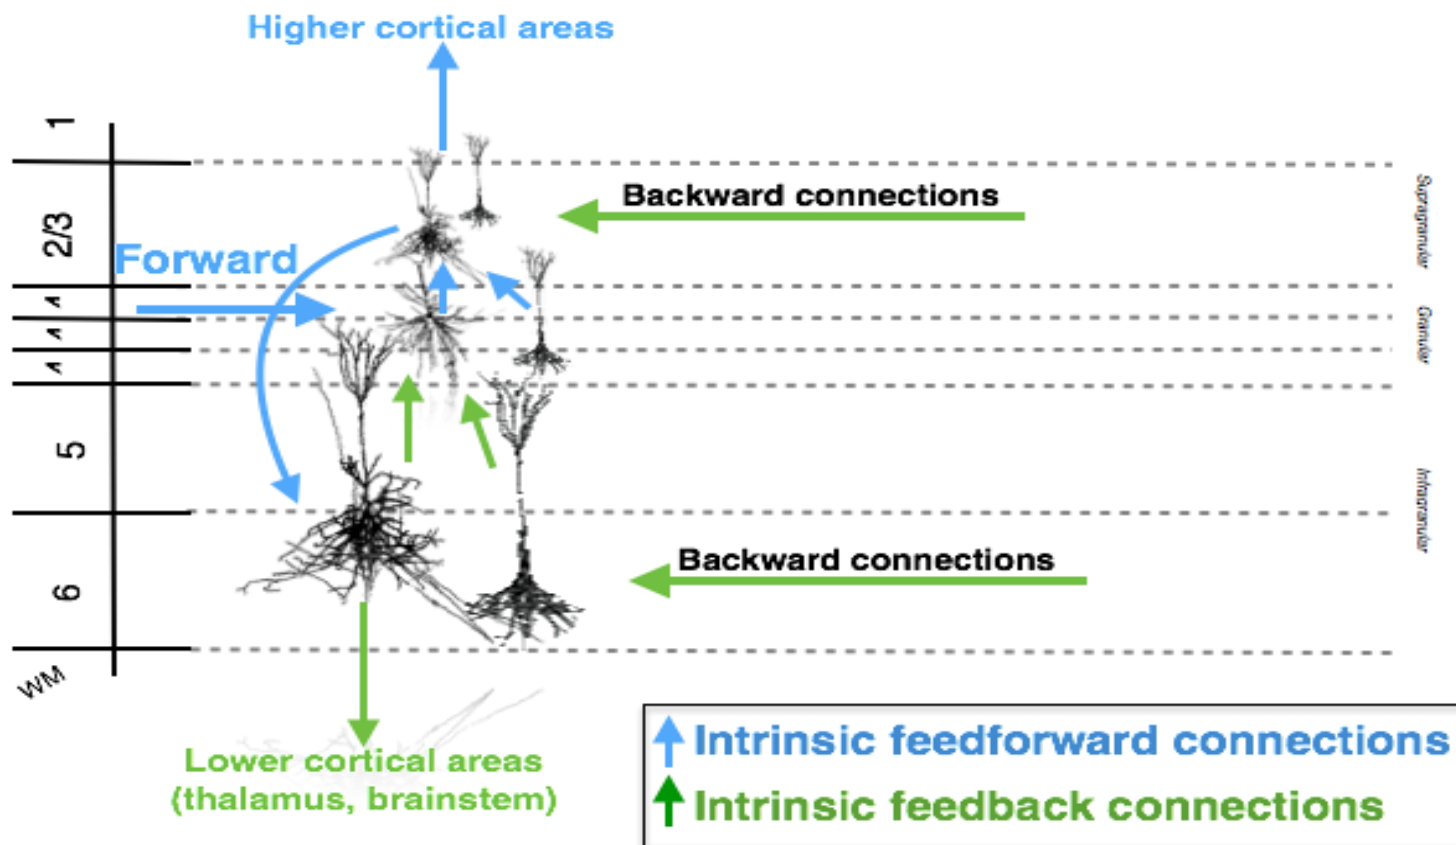 Higher cortical areas
1
Supragranular
Backward connections
2/3
Forward
Granular
5
Infragranular
Backward connections
6
WM
Lower cortical areas
(thalamus, brainstem)
Intrinsic feedforward connections
Intrinsic feedback connections